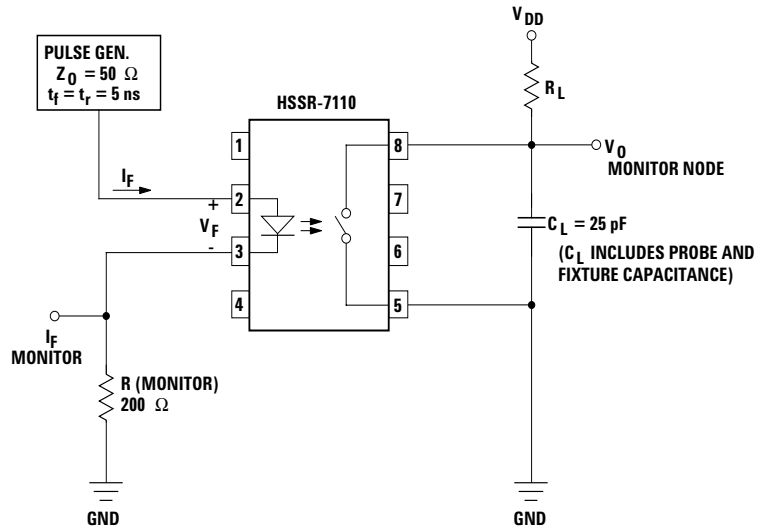 PULSE GEN.
Z0 = 50 Ω
tf = tr = 5 ns
HSSR-7110
VDD
RL
1
8
VO
MONITOR NODE
IF
+
2
7
VF
CL = 25 pF
-
3
6
(CL INCLUDES PROBE AND
FIXTURE CAPACITANCE)
4
5
IF
MONITOR
R (MONITOR)
200 Ω
GND
GND